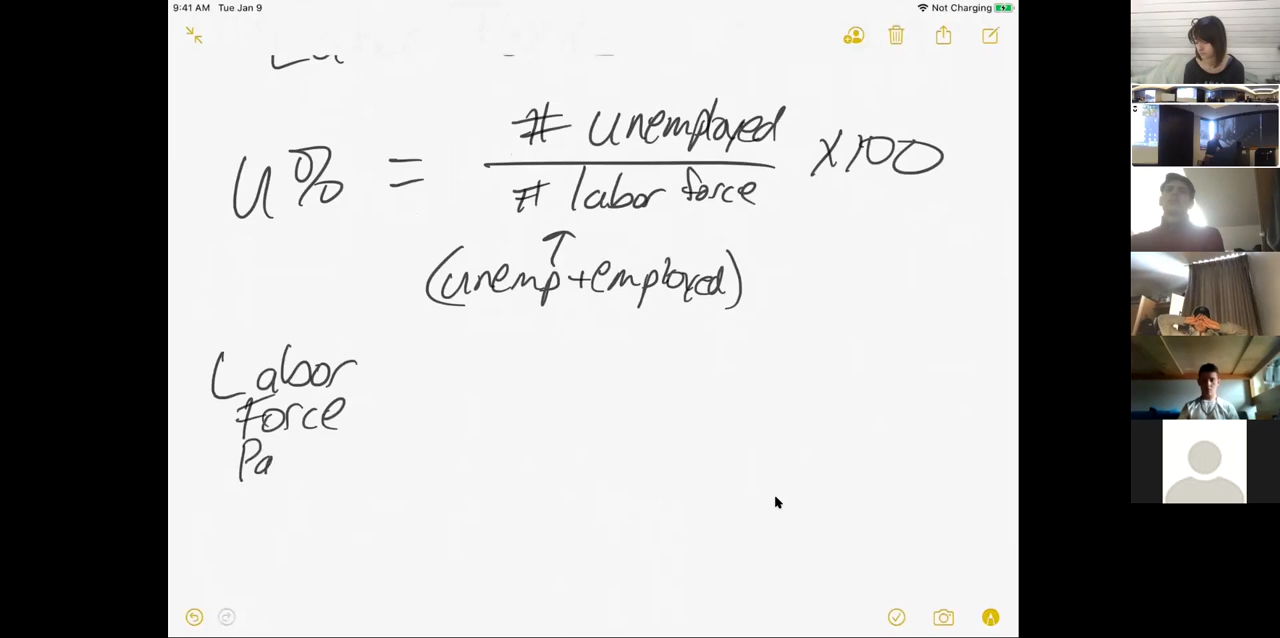 9:41 AM Tue Jan 9
Not Charging
# unemployed
U% = ×100
# labor force
↑
(unemp+employed)
Labor
Force
Pa